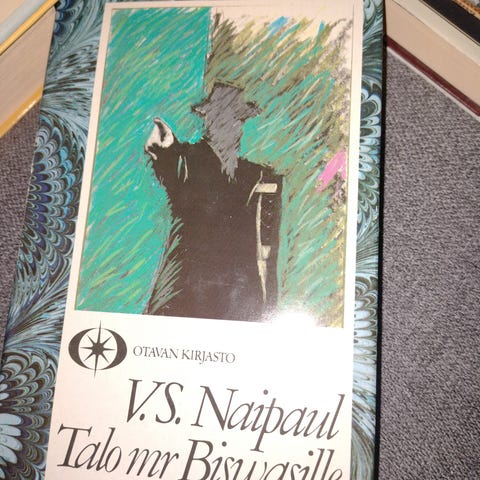 OTAVAN KIRJASTO
V.S. Naipaul
Talo mr Biswasille